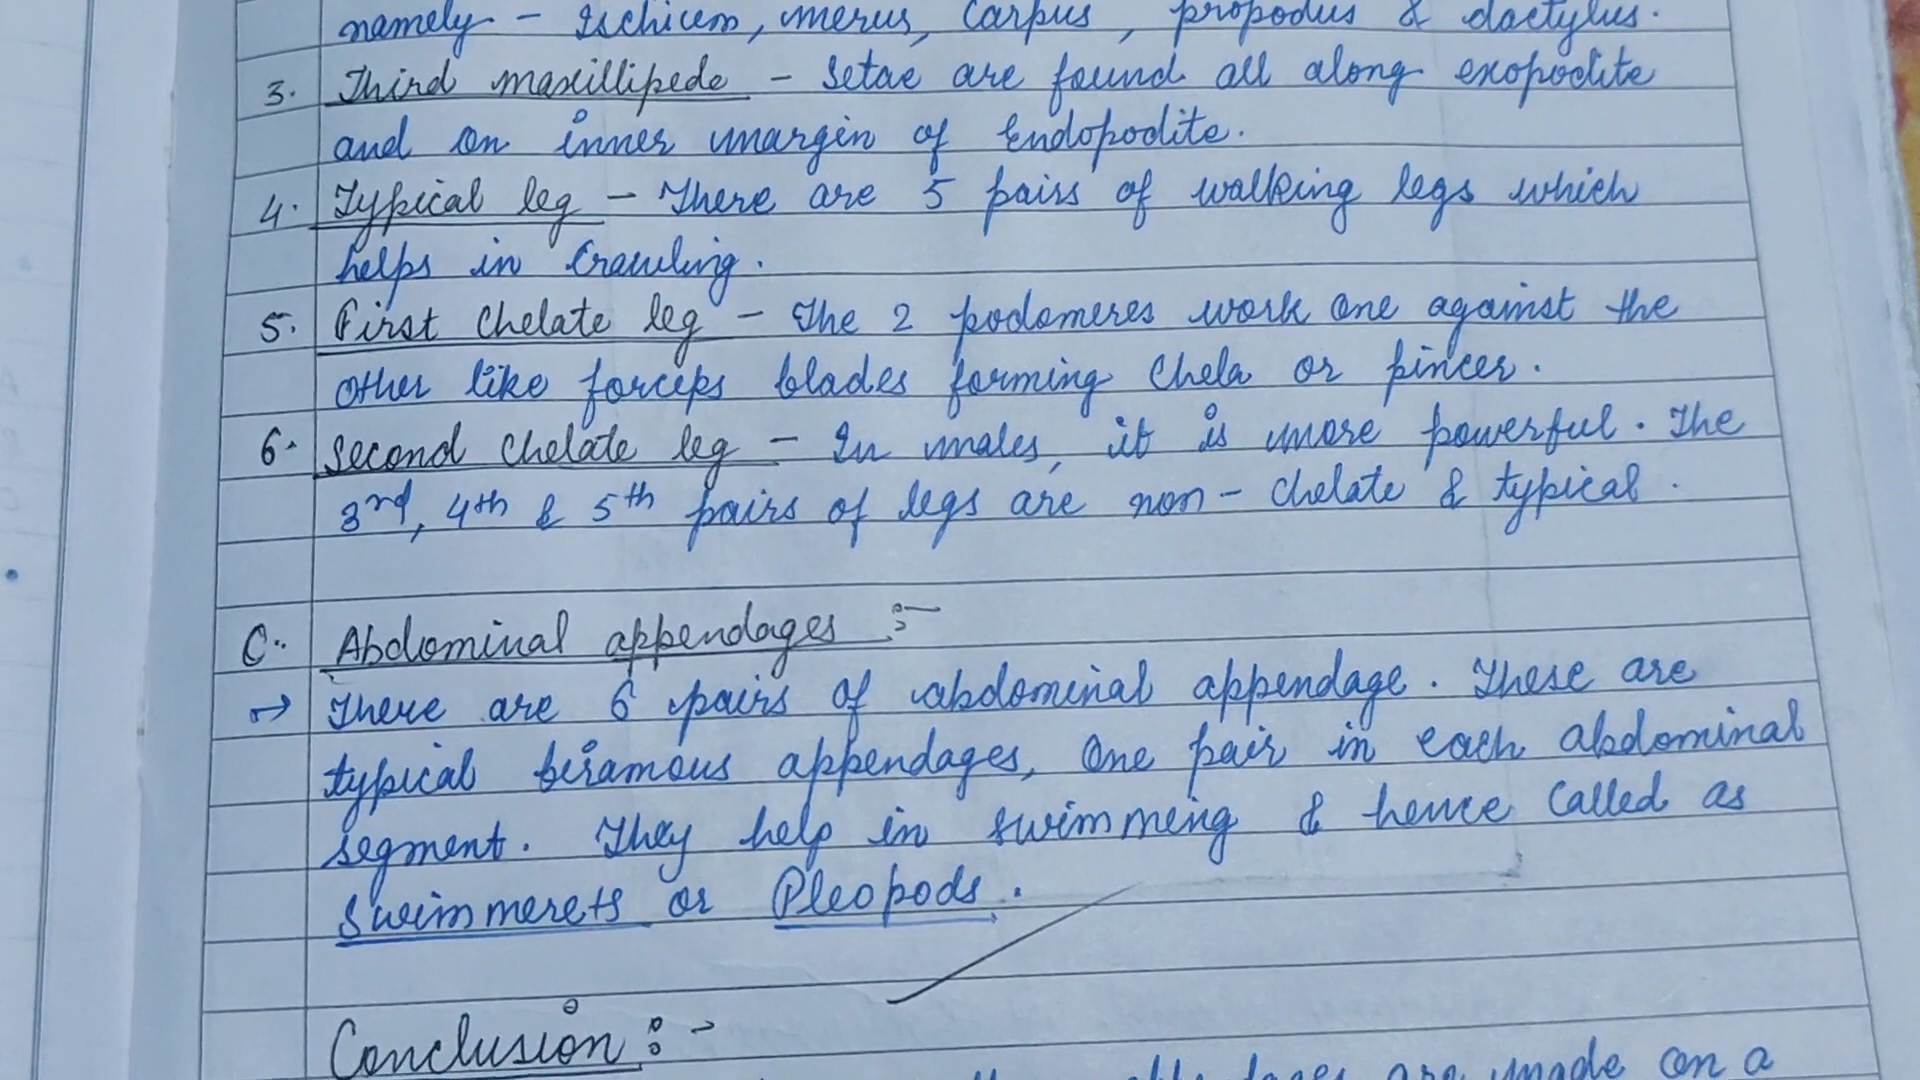 namely - Ischium, merus, Carpus, propodus & dactylus.
3. Third maxillipede - Setae are found all along exopodite
and on inner margin of Endopodite.
4. Typical leg - There are 5 pairs of walking legs which
helps in Crawling.
5. First Chelate leg - The 2 podomeres work one against the
other like forceps blades forming Chela or pincer.
6. Second Chelate leg - In males, it is more powerful. The
3rd, 4th & 5th pairs of legs are non-chelate & typical.
C. Abdominal appendages :-
→ There are 6 pairs of abdominal appendage. These are
typical biramous appendages, One pair in each abdominal
segment. They help in swimming & hence Called as
Swimmerets or Pleopods.
Conclusion :-
are made on a